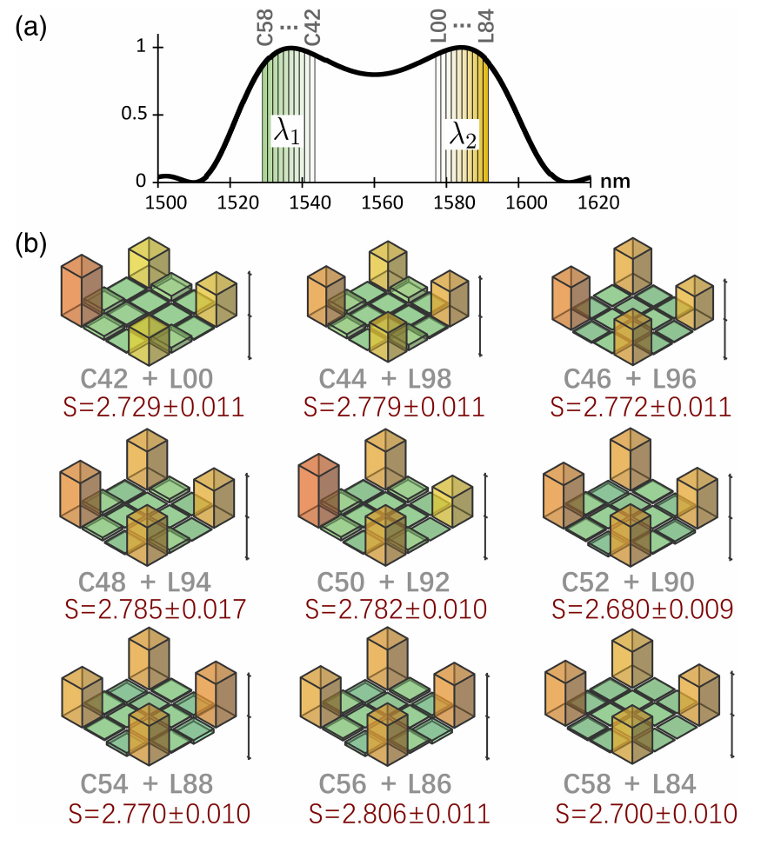 (a)
C58 ... C42
L00 ... L84
1
0.5
0
λ1
λ2
nm
1500 1520 1540 1560 1580 1600 1620
(b)
C42 + L00
S=2.729±0.011
C44 + L98
S=2.779±0.011
C46 + L96
S=2.772±0.011
C48 + L94
S=2.785±0.017
C50 + L92
S=2.782±0.010
C52 + L90
S=2.680±0.009
C54 + L88
S=2.770±0.010
C56 + L86
S=2.806±0.011
C58 + L84
S=2.700±0.010